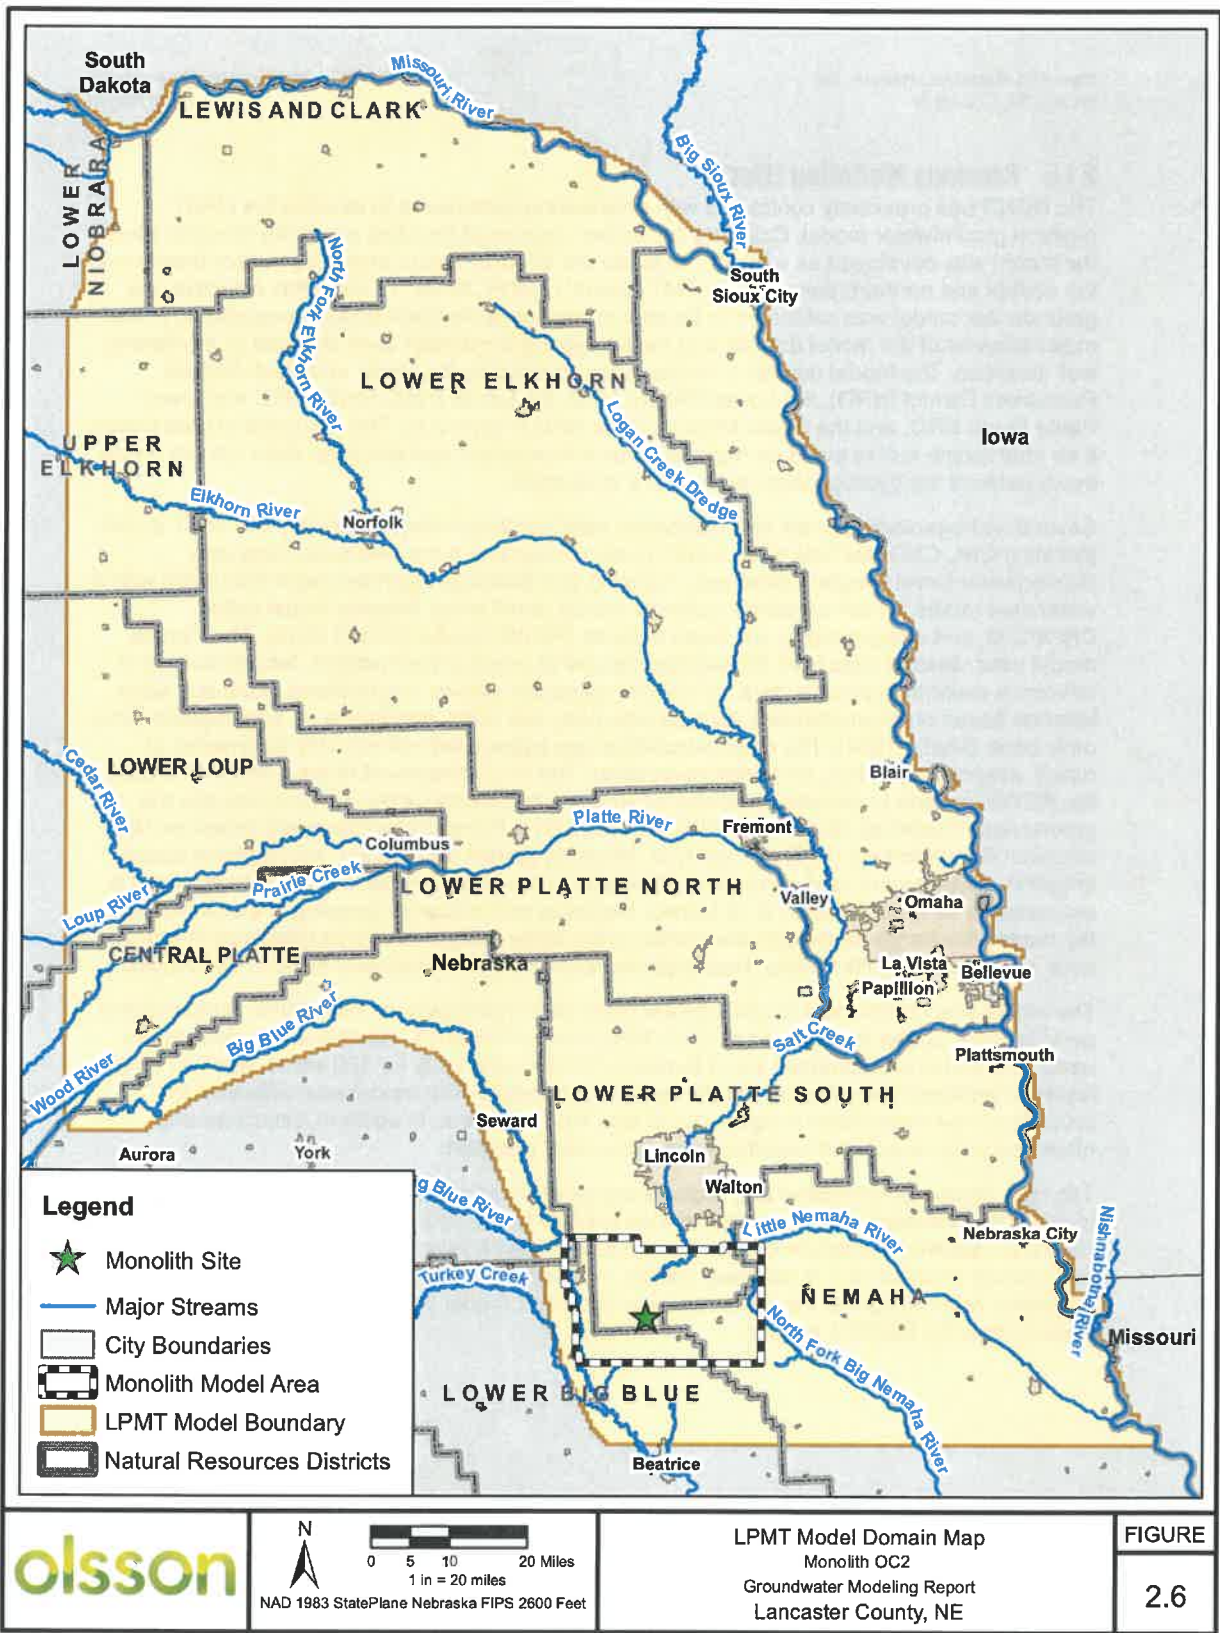 South
Dakota
Missouri River
LEWIS AND CLARK
LOWER
NIOBRARA
Big Sioux River
South
Sioux City
North Fork Elkhorn River
LOWER ELKHORN
Logan Creek Dredge
Iowa
UPPER
ELKHORN
Elkhorn River
Norfolk
Cedar River
LOWER LOUP
Blair
Platte River
Fremont
Columbus
Prairie Creek
LOWER PLATTE NORTH
Valley
Omaha
Loup River
CENTRAL PLATTE
Nebraska
La Vista
Bellevue
Papillion
Big Blue River
Salt Creek
Plattsmouth
Wood River
LOWER PLATTE SOUTH
Seward
Aurora
York
Lincoln
Walton
g Blue River
Little Nemaha River
Nebraska City
Nishnabotna River
Turkey Creek
NEMAHA
North Fork Big Nemaha River
Missouri
LOWER BIG BLUE
Beatrice
Legend
Monolith Site
Major Streams
City Boundaries
Monolith Model Area
LPMT Model Boundary
Natural Resources Districts
olsson
N
0 5 10 20 Miles
1 in = 20 miles
NAD 1983 StatePlane Nebraska FIPS 2600 Feet
LPMT Model Domain Map
Monolith OC2
Groundwater Modeling Report
Lancaster County, NE
FIGURE
2.6